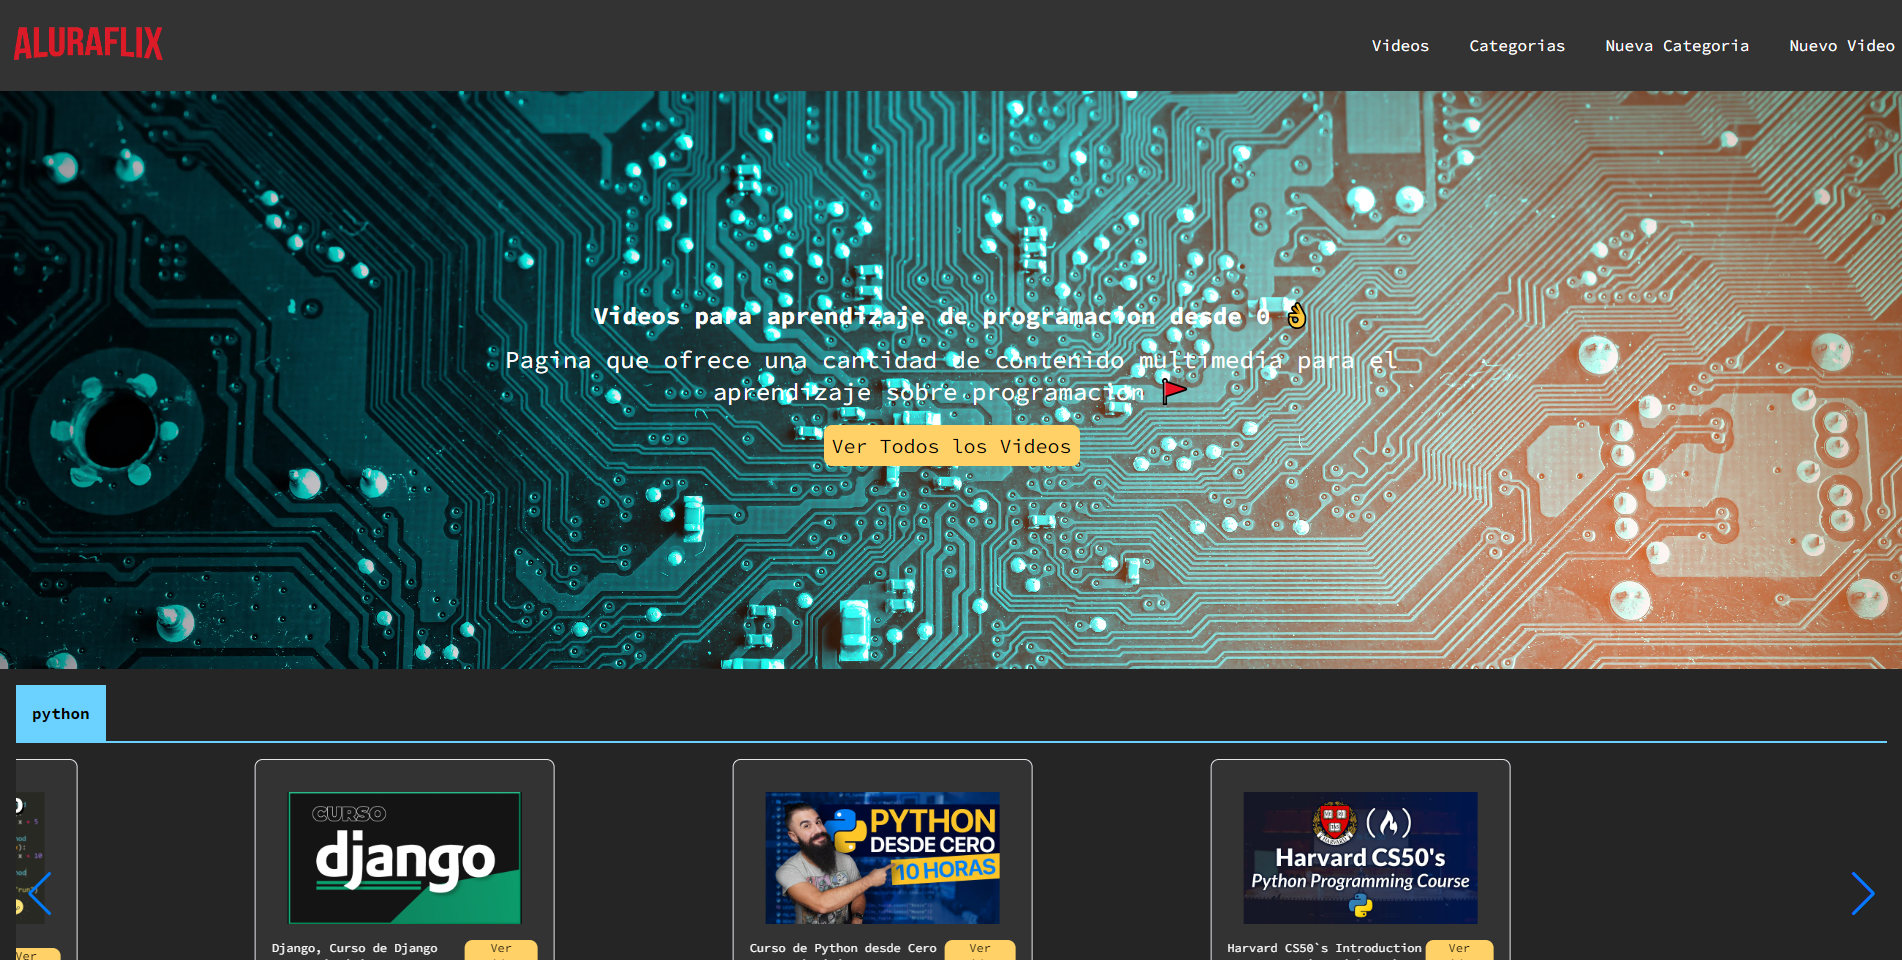 ALURAFLIX
Videos Categorias Nueva Categoria Nuevo Video
Videos para aprendizaje de programacion desde 0 👌
Pagina que ofrece una cantidad de contenido multimedia para el
aprendizaje sobre programación 🚩
Ver Todos los Videos
python
x + 5
x + 10
Ver
CURSO
django
Django, Curso de Django
Ver
PYTHON
DESDE CERO
10 HORAS
Curso de Python desde Cero
Ver
Harvard CS50's
Python Programming Course
Harvard CS50`s Introduction
Ver